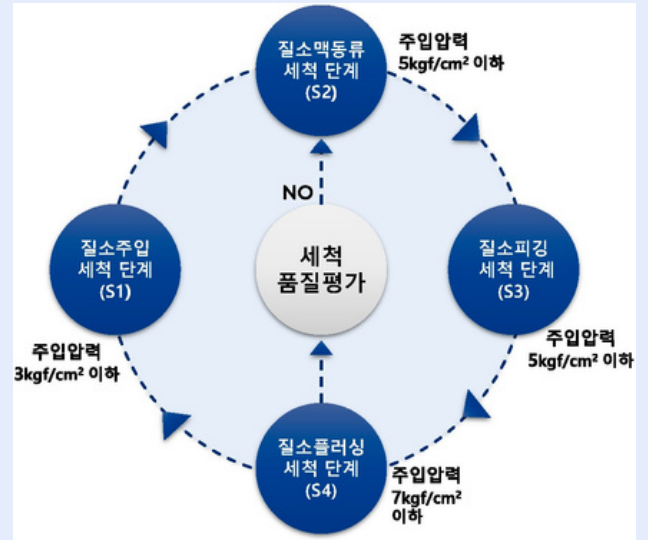 질소맥동류
세척 단계
(S2)
주입압력
5kgf/cm² 이하
NO
세척
품질평가
질소주입
세척 단계
(S1)
주입압력
3kgf/cm² 이하
질소피깅
세척 단계
(S3)
주입압력
5kgf/cm² 이하
질소플러싱
세척 단계
(S4)
주입압력
7kgf/cm²
이하